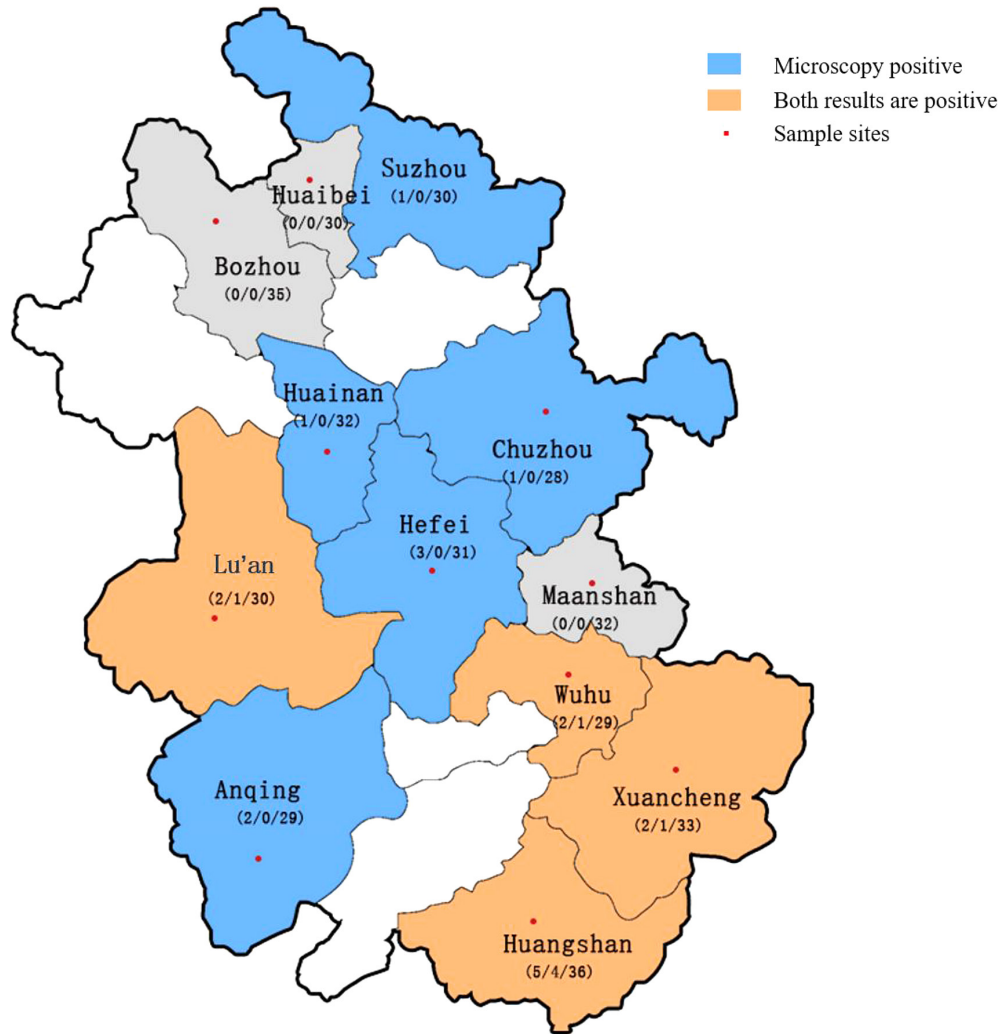 Microscopy positive
Both results are positive
Sample sites
Suzhou
(1/0/30)
Huaibei
(0/0/30)
Bozhou
(0/0/35)
Huainan
(1/0/32)
Chuzhou
(1/0/28)
Hefei
(3/0/31)
Lu'an
(2/1/30)
Maanshan
(0/0/32)
Wuhu
(2/1/29)
Anqing
(2/0/29)
Xuancheng
(2/1/33)
Huangshan
(5/4/36)